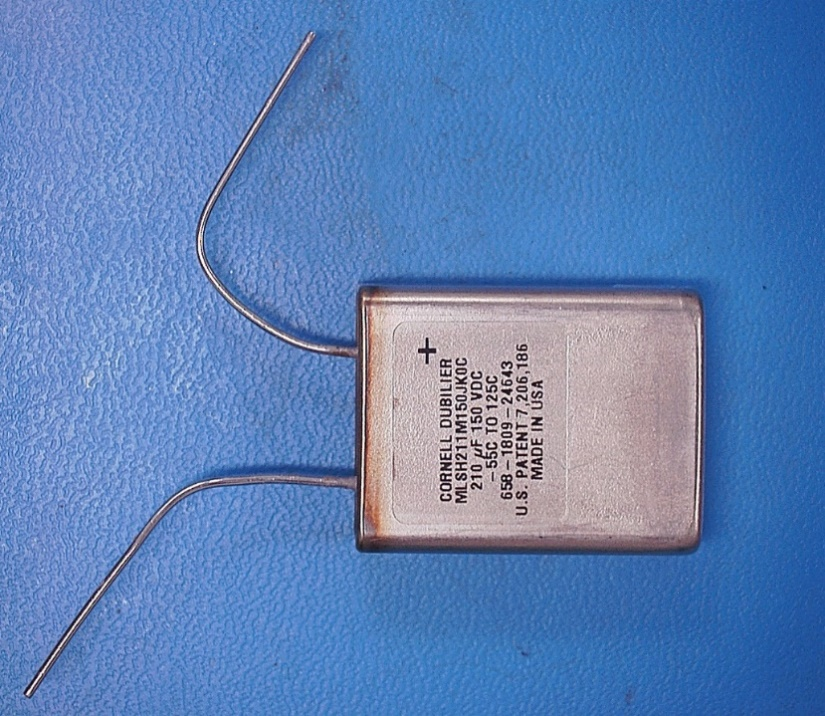 +
CORNELL DUBILIER
MLSH211M150JK0C
210 µF 150 VDC
-55C TO 125C
658-1809-24643
U.S. PATENT 7,206,186
MADE IN USA